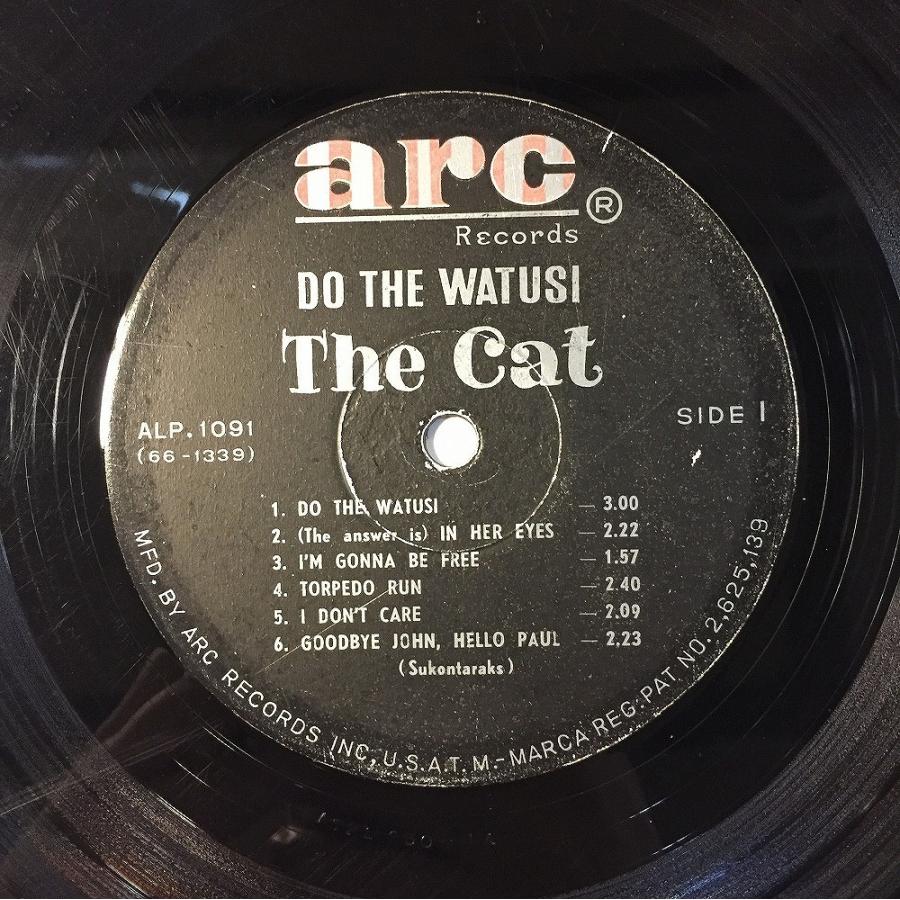 arc ®
Records
DO THE WATUSI
The Cat
ALP.1091
(66-1339)
SIDE 1
1. DO THE WATUSI — 3.00
2. (The answer is) IN HER EYES — 2.22
3. I'M GONNA BE FREE — 1.57
4. TORPEDO RUN — 2.40
5. I DON'T CARE — 2.09
6. GOODBYE JOHN, HELLO PAUL — 2,23
(Sukontaraks)
MFD. BY ARC RECORDS INC, U.S.A. T. M.-MARCA REG. PAT NO. 2,625,139